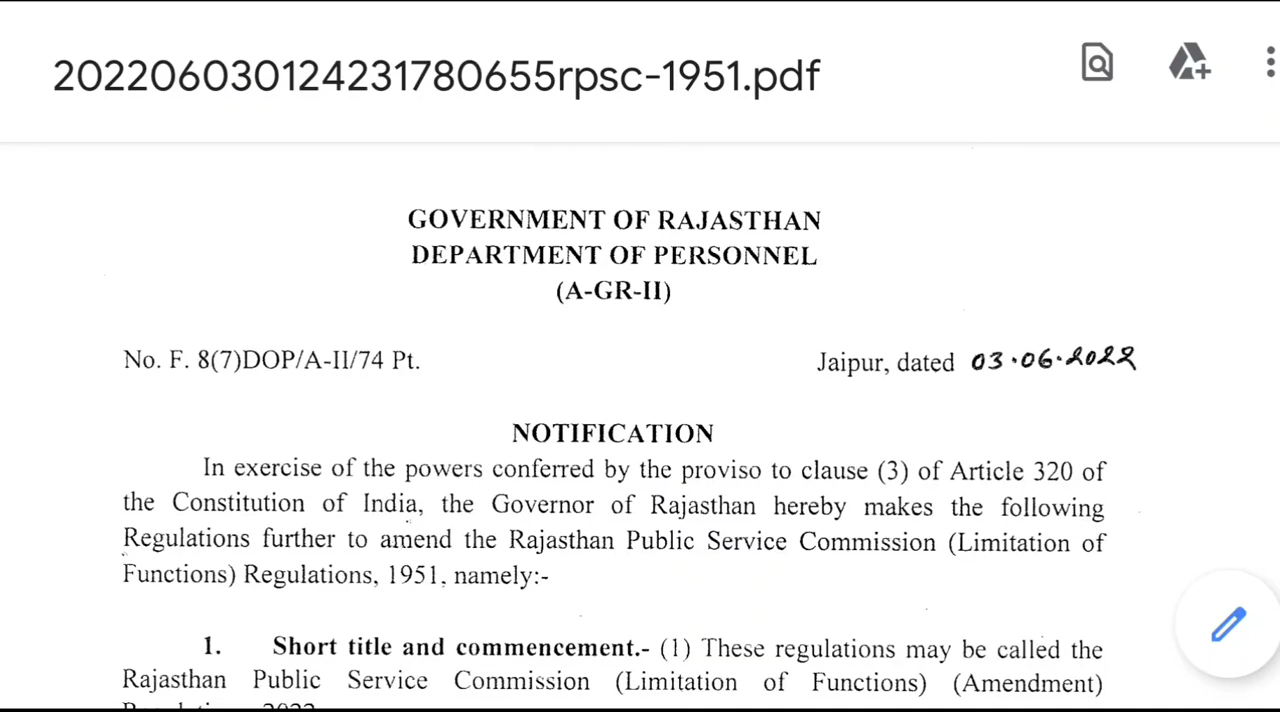 20220603012423178​0655rpsc-1951.pdf
GOVERNMENT OF RAJASTHAN
DEPARTMENT OF PERSONNEL
(A-GR-II)
No. F. 8(7)DOP/A-II/74 Pt.
Jaipur, dated 03.06.2022
NOTIFICATION
In exercise of the powers conferred by the proviso to clause (3) of Article 320 of
the Constitution of India, the Governor of Rajasthan hereby makes the following
Regulations further to amend the Rajasthan Public Service Commission (Limitation of
Functions) Regulations, 1951, namely:-
1. Short title and commencement.- (1) These regulations may be called the
Rajasthan Public Service Commission (Limitation of Functions) (Amendment)